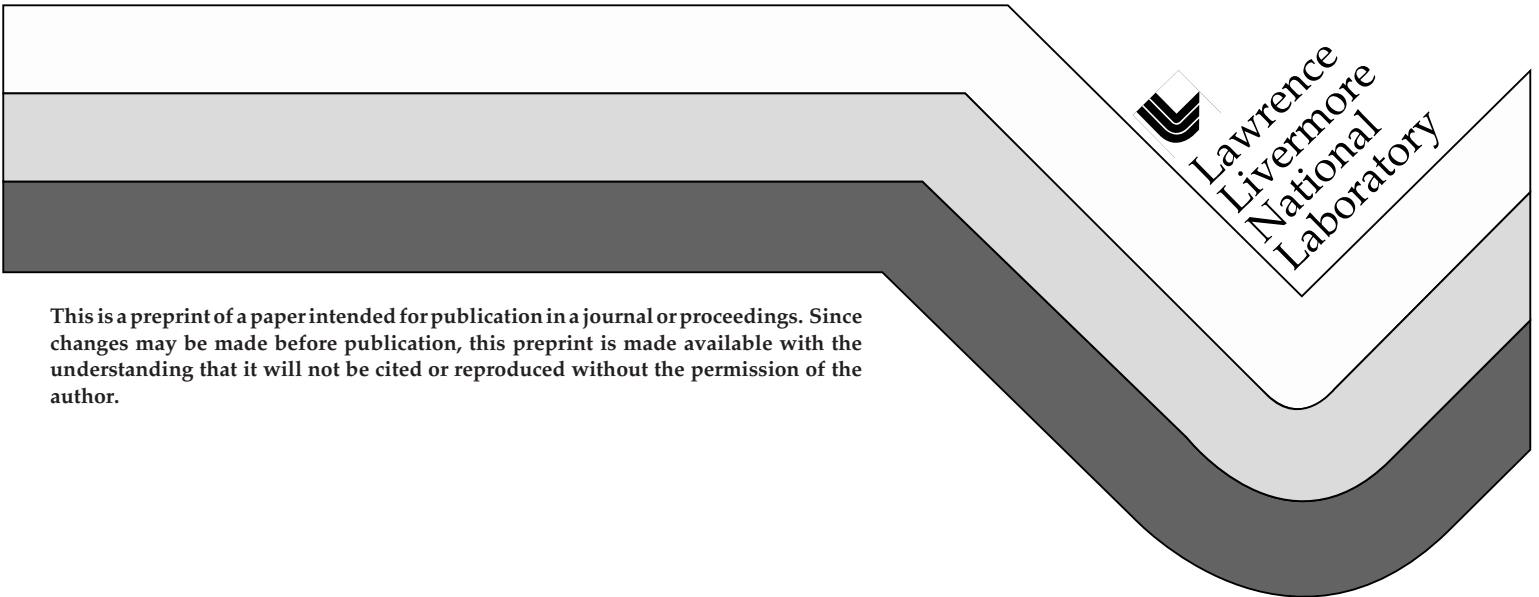 Lawrence
Livermore
National
Laboratory
This is a preprint of a paper intended for publication in a journal or proceedings. Since
changes may be made before publication, this preprint is made available with the
understanding that it will not be cited or reproduced without the permission of the
author.